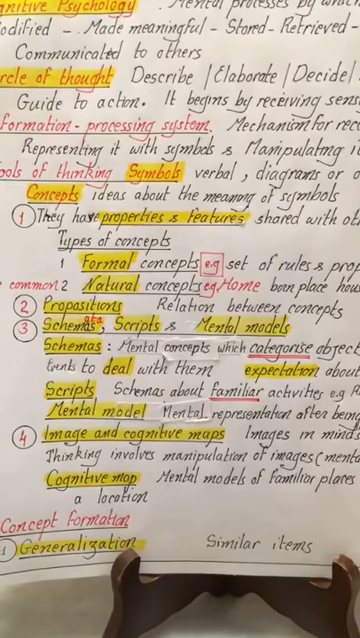 gnitive Psychology . Mental processes by which
odified - . Made meaningful - Stored - Retrieved -
Communicated to others
rcle of thought Describe | Elaborate | Decide |
Guide to action. It begins by receiving sens
formation - processing system. Mechanism for rec
Representing it with symbols & Manipulating i
ools of thinking Symbols verbal, diagrams or o
Concepts ideas about the meaning of symbols
① They have properties & features shared with oth
Types of concepts
1 Formal concepts e.g set of rules & prop
common 2 Natural concepts eg Home born place hou
② Propositions Relation between concepts
③ Schemas, Scripts & Mental models
Schemas : Mental concepts which categorise object
Events to deal with them expectation about
Scripts Schemas about familiar activities e.g
Mental model Mental representation often being
④ Image and cognitive maps Images in mind
Thinking involves manipulation of images (menta
Cognitive map Mental models of familiar places
a location
Concept formation
① Generalization Similar items